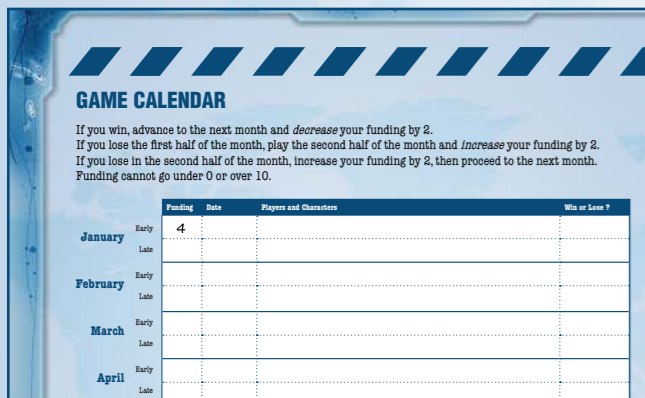 GAME CALENDAR
If you win, advance to the next month and decrease your funding by 2.
If you lose the first half of the month, play the second half of the month and increase your funding by 2.
If you lose in the second half of the month, increase your funding by 2, then proceed to the next month.
Funding cannot go under 0 or over 10.
Funding Date Players and Characters Win or Lose ?
January Early 4
Late
February Early
Late
March Early
Late
April Early
Late